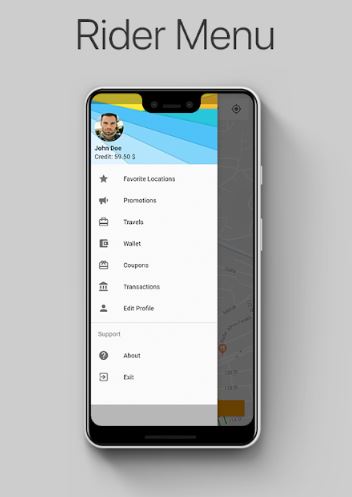 Rider Menu
John Doe
Credit: 59.50 $
Favorite Locations
Promotions
Travels
Wallet
Coupons
Transactions
Edit Profile
Support
About
Exit